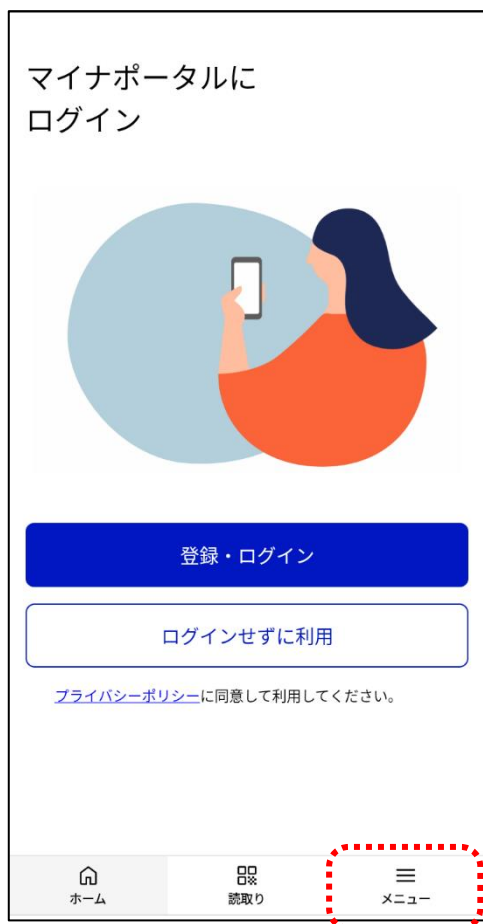 マイナポータルに
ログイン
登録・ログイン
ログインせずに利用
プライバシーポリシーに同意して利用してください。
ホーム
読取り
メニュー